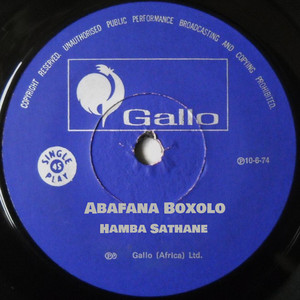 COPYRIGHT RESERVED. UNAUTHORISED PUBLIC PERFORMANCE BROADCASTING AND COPYING PROHIBITED.
Gallo
SINGLE
45
PLAY
℗10-6-74
ABAFANA BOXOLO
HAMBA SATHANE
Gallo (Africa) Ltd.